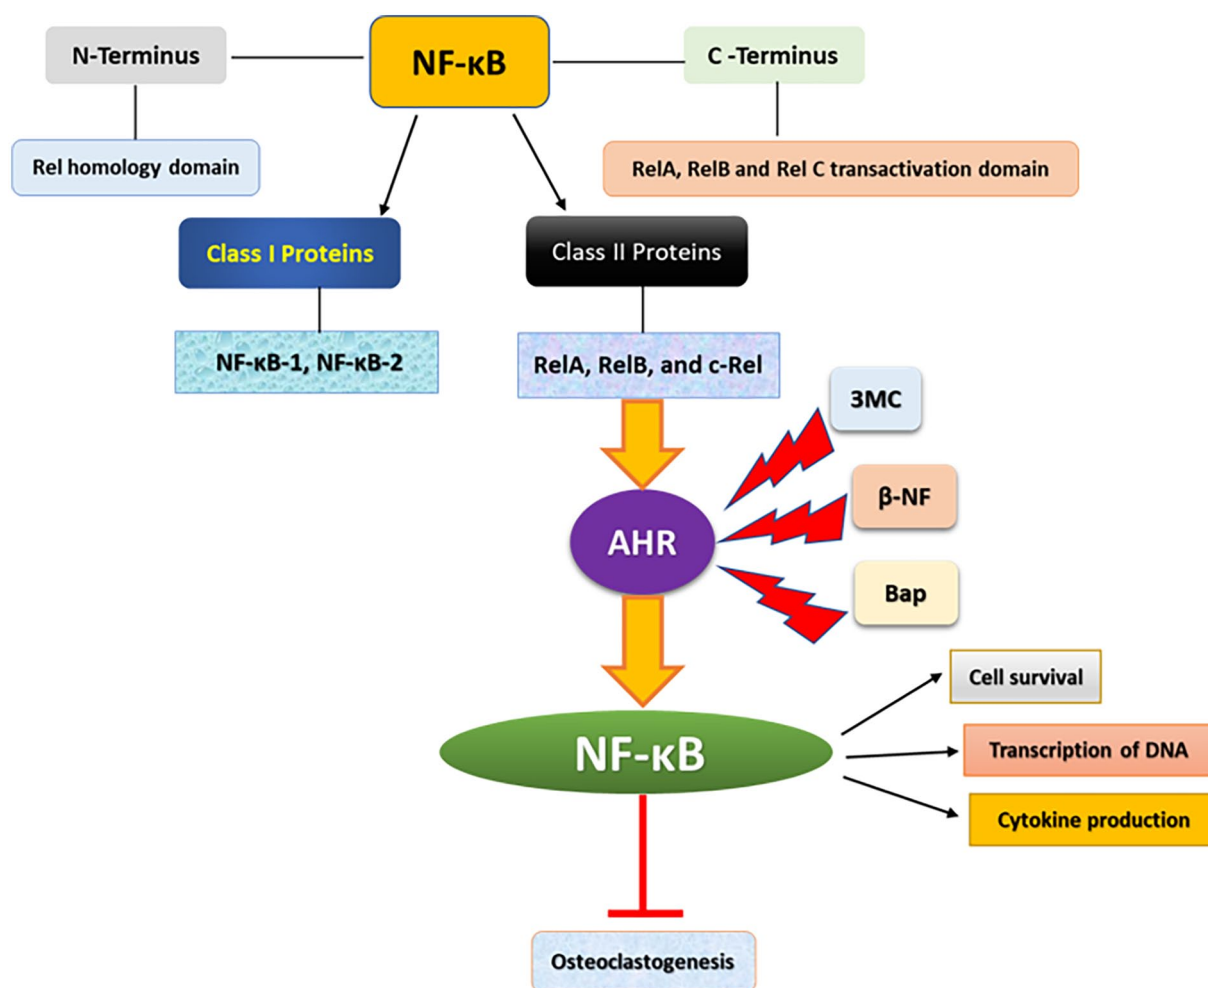 N-Terminus
NF-κB
C -Terminus
Rel homology domain
RelA, RelB and Rel C transactivation domain
Class I Proteins
Class II Proteins
NF-κB-1, NF-κB-2
RelA, RelB, and c-Rel
3MC
β-NF
AHR
Bap
Cell survival
NF-κB
Transcription of DNA
Cytokine production
Osteoclastogenesis